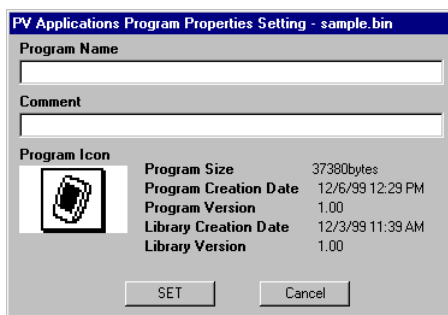 PV Applications Program Properties Setting - sample.bin
Program Name
Comment
Program Icon
Program Size 37380bytes
Program Creation Date 12/6/99 12:29 PM
Program Version 1.00
Library Creation Date 12/3/99 11:39 AM
Library Version 1.00
SET Cancel